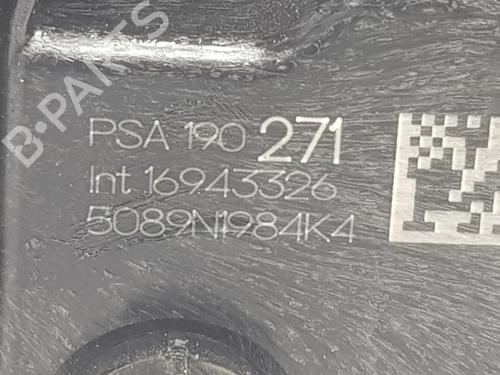 B-PARTS
PSA 190 271
Int 16943326
5089N1984K4